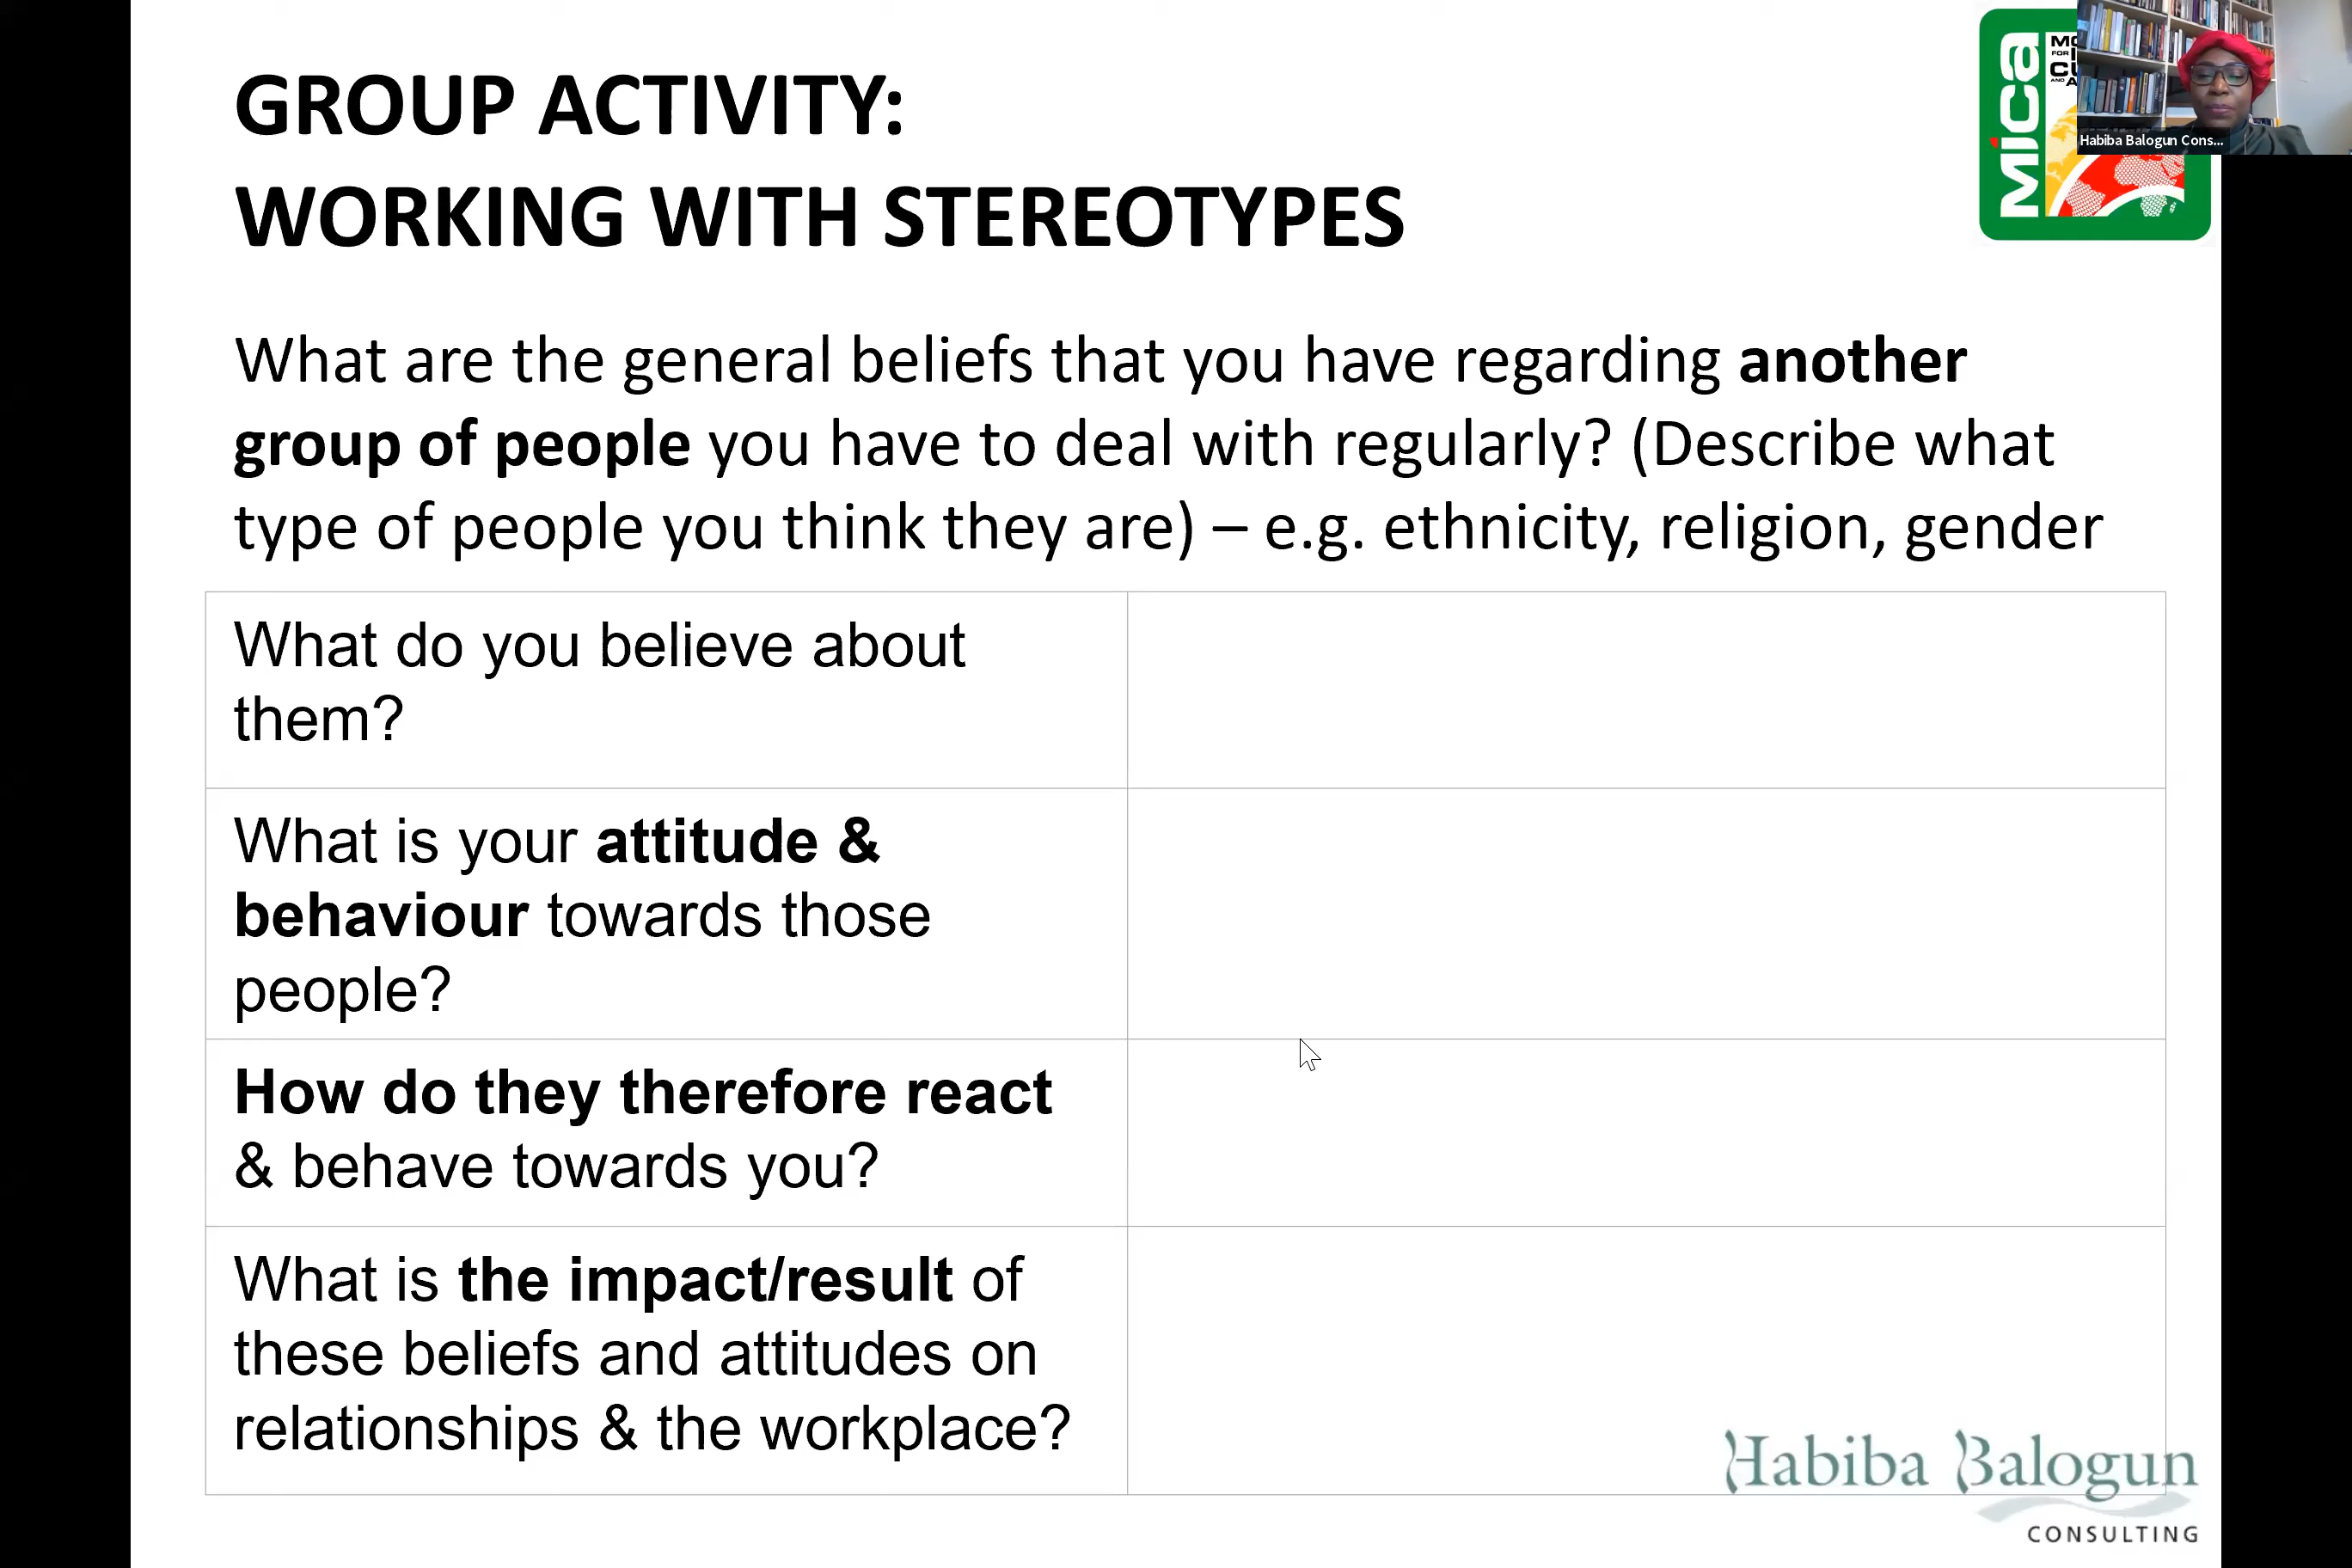 GROUP ACTIVITY:
WORKING WITH STEREOTYPES
mica
FOR
AND
Habiba Balogun Cons...
What are the general beliefs that you have regarding another
group of people you have to deal with regularly? (Describe what
type of people you think they are) – e.g. ethnicity, religion, gender
What do you believe about
them?
What is your attitude &
behaviour towards those
people?
How do they therefore react
& behave towards you?
What is the impact/result of
these beliefs and attitudes on
relationships & the workplace?
Habiba Balogun
CONSULTING